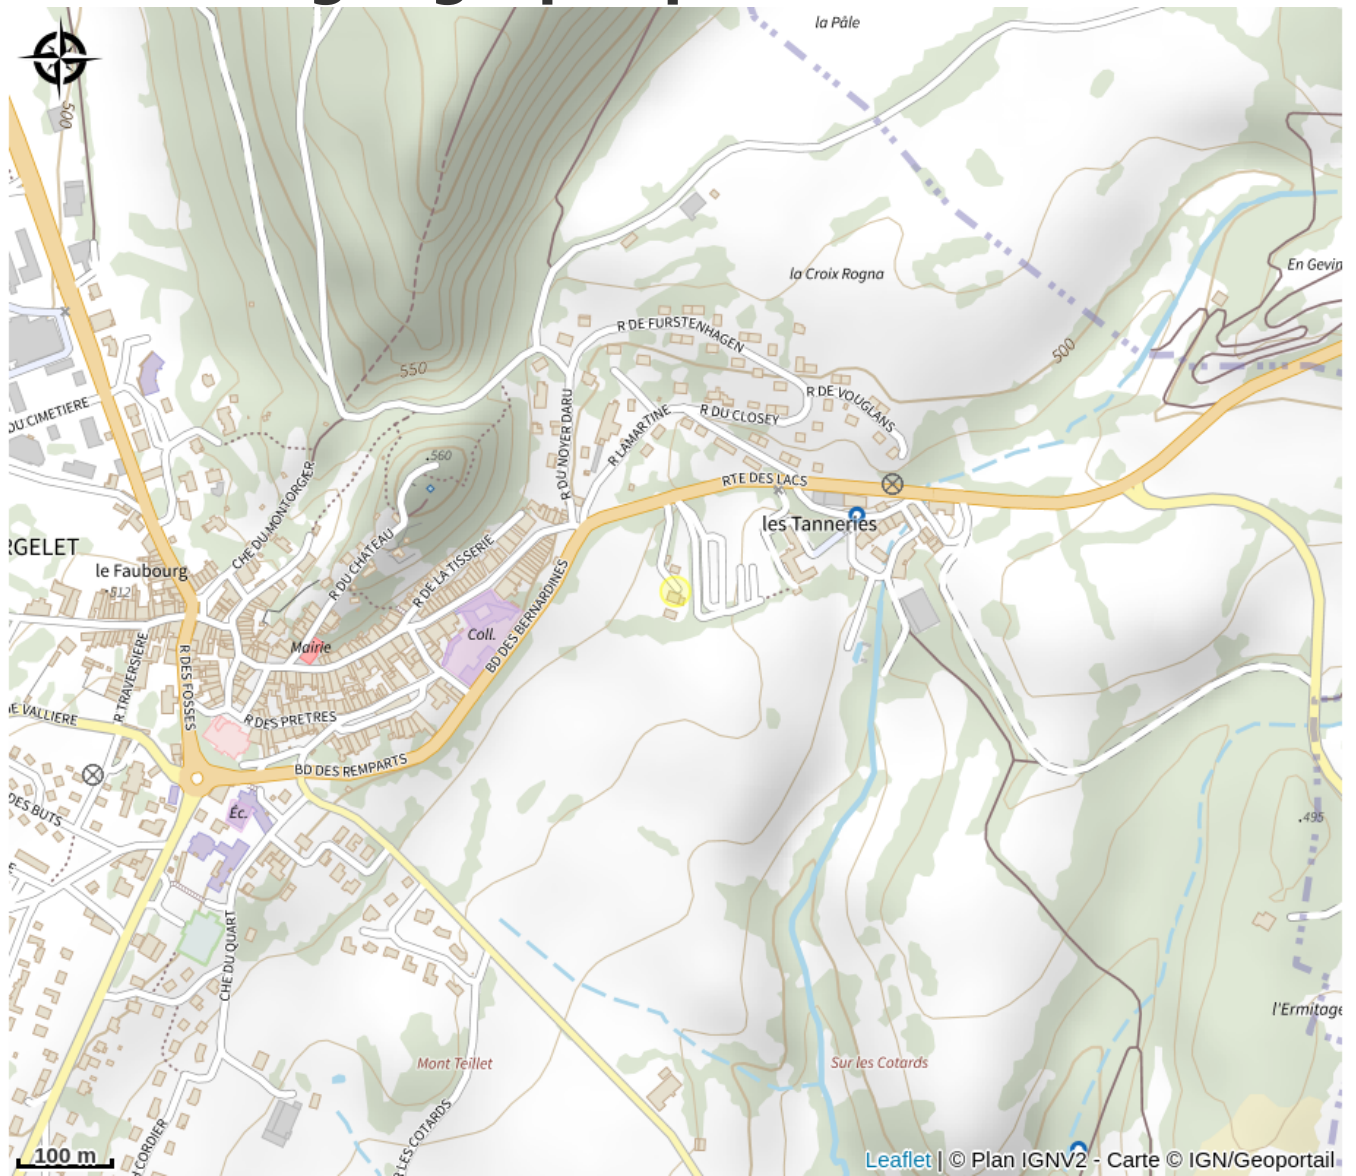 la Pâle
500
la Croix Rogna
En Gevin
R DE FURSTENHAGEN
500
550
R DE VOUGLANS
DU CIMETIERE
R DU NOYER DARU
R LAMARTINE
R DU CLOSEY
.560
RTE DES LACS
CHE DU MONTORGIER
les Tanneries
RGELET
R DU CHATEAU
R DE LA TISSERIE
le Faubourg
512
BD DES BERNARDINES
Coll.
Mairie
R TRAVERSIERE
R DES FOSSES
E VALLIERE
R DES PRETRES
BD DES REMPARTS
DES BUTS
Éc.
.495
CHE DU QUART
l'Ermitage
Mont Teillet
Sur les Cotards
CORDIER
LES COTARDS
100 m
Leaflet | © Plan IGNV2 - Carte © IGN/Geoportail